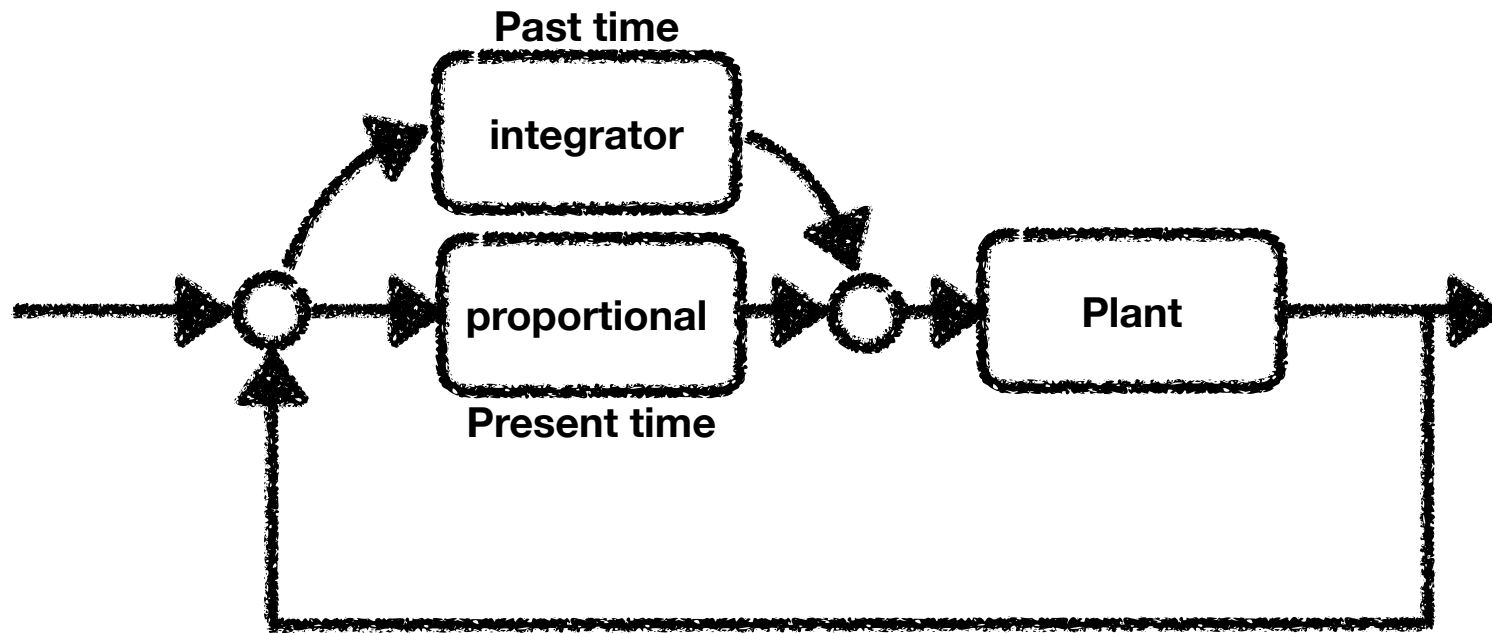 Past time
integrator
proportional
Plant
Present time